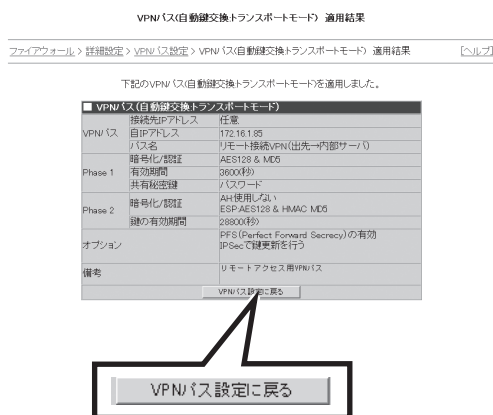 VPNパス(自動鍵交換トランスポートモード) 適用結果
ファイアウォール > 詳細設定 > VPNパス設定 > VPNパス(自動鍵交換トランスポートモード) 適用結果 [ヘルプ]
下記のVPNパス(自動鍵交換トランスポートモード)を適用しました。
■ VPNパス(自動鍵交換トランスポートモード)
VPNパス
接続先IPアドレス 任意
自IPアドレス 172.16.1.85
パス名 リモート接続VPN(出先→内部サーバ)
Phase 1
暗号化/認証 AES128 & MD5
有効期間 3600(秒)
共有秘密鍵 パスワード
Phase 2
暗号化/認証 AH:使用しない
ESP:AES128 & HMAC MD5
鍵の有効期間 28800(秒)
オプション PFS(Perfect Forward Secrecy)の有効
IPSecで鍵更新を行う
備考 リモートアクセス用VPNパス
VPNパス設定に戻る
VPNパス設定に戻る